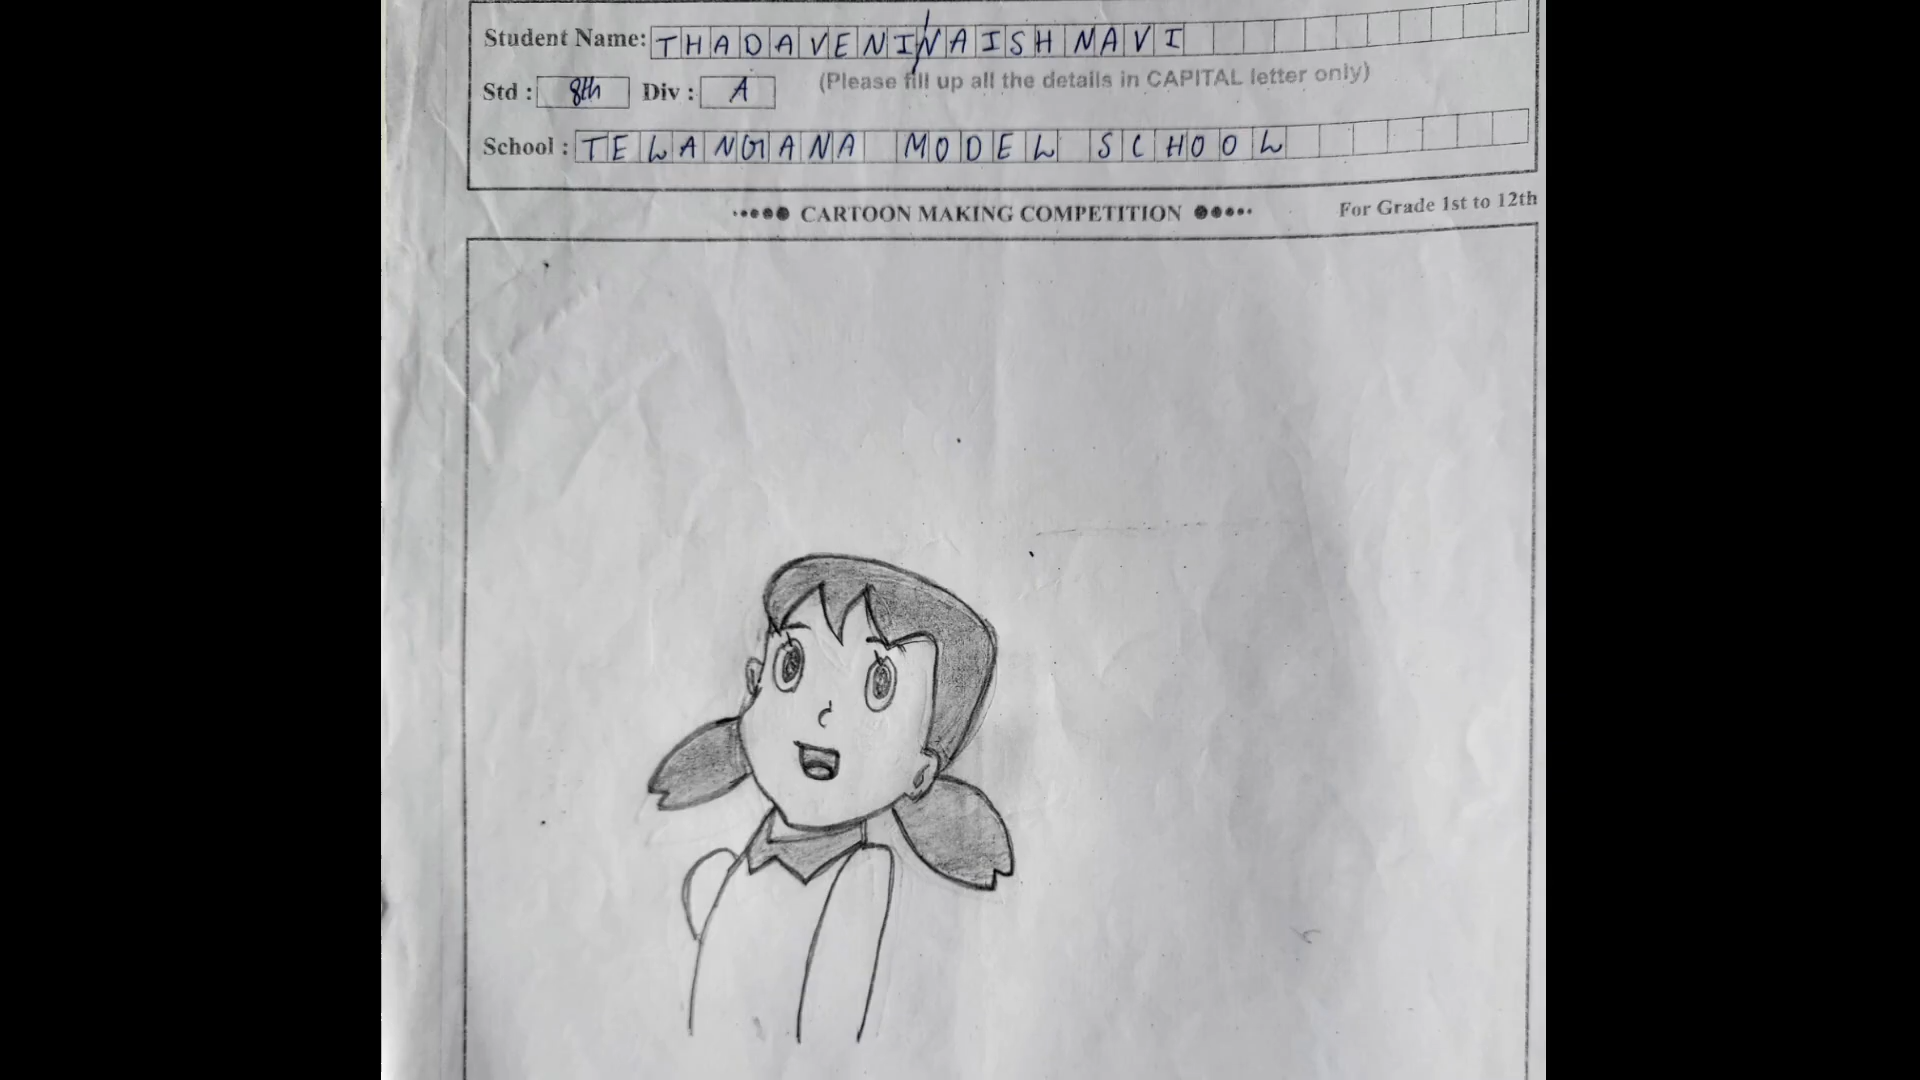 Student Name: THADAVENI NAISHNAVI
(Please fill up all the details in CAPITAL letter only)
Std : 8th Div : A
School : TELANGANA MODEL SCHOOL
CARTOON MAKING COMPETITION
For Grade 1st to 12th